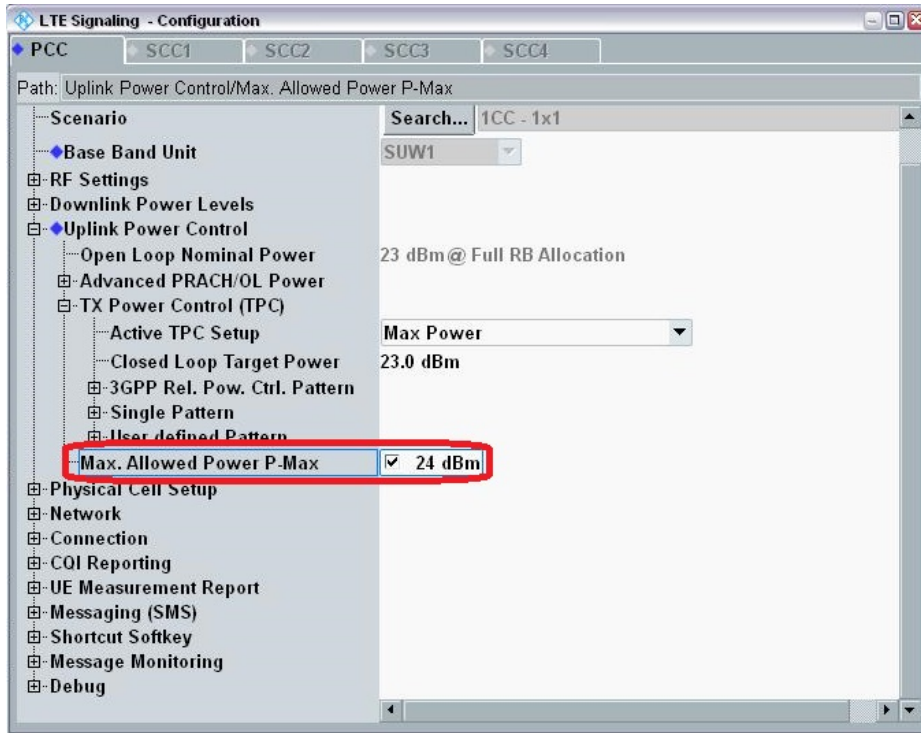 LTE Signaling - Configuration
PCC SCC1 SCC2 SCC3 SCC4
Path: Uplink Power Control/Max. Allowed Power P-Max
Scenario Search... 1CC - 1x1
Base Band Unit SUW1
RF Settings
Downlink Power Levels
Uplink Power Control
Open Loop Nominal Power 23 dBm@ Full RB Allocation
Advanced PRACH/OL Power
TX Power Control (TPC)
Active TPC Setup Max Power
Closed Loop Target Power 23.0 dBm
3GPP Rel. Pow. Ctrl. Pattern
Single Pattern
User defined Pattern
Max. Allowed Power P-Max 24 dBm
Physical Cell Setup
Network
Connection
CQI Reporting
UE Measurement Report
Messaging (SMS)
Shortcut Softkey
Message Monitoring
Debug